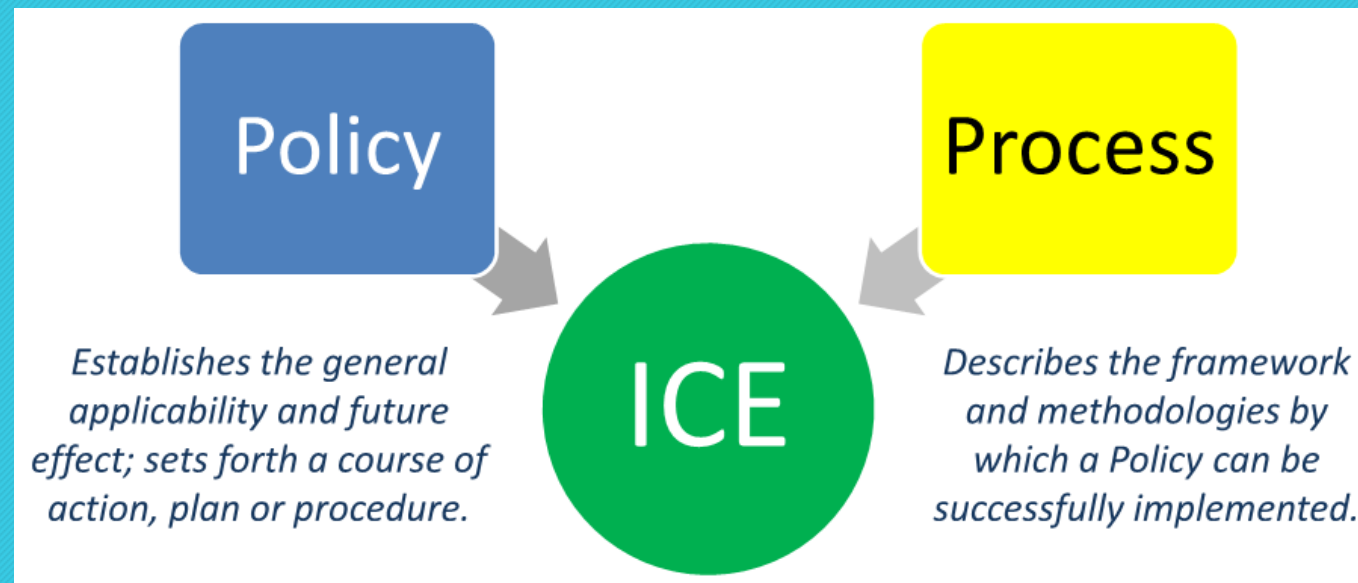 Policy
Process
ICE
Establishes the general
applicability and future
effect; sets forth a course of
action, plan or procedure.
Describes the framework
and methodologies by
which a Policy can be
successfully implemented.